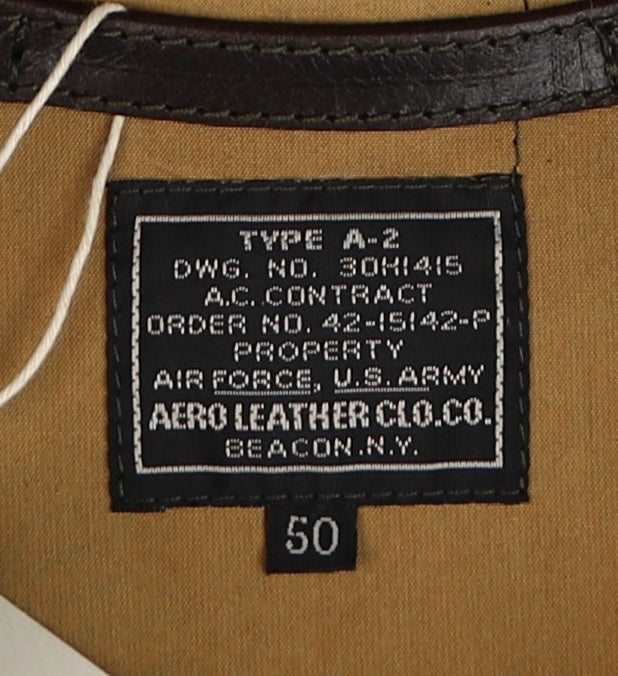 TYPE A-2
DWG. NO. 30H1415
A.C. CONTRACT
ORDER NO. 42-15142-P
PROPERTY
AIR FORCE, U.S. ARMY
AERO LEATHER CLO.CO.
BEACON.N.Y.
50